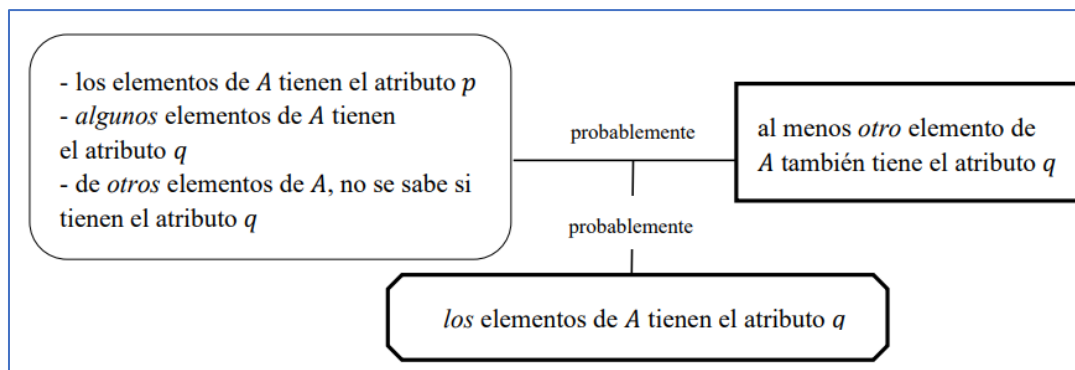 - los elementos de A tienen el atributo p
- algunos elementos de A tienen
el atributo q
- de otros elementos de A, no se sabe si
tienen el atributo q
probablemente
al menos otro elemento de
A también tiene el atributo q
probablemente
los elementos de A tienen el atributo q